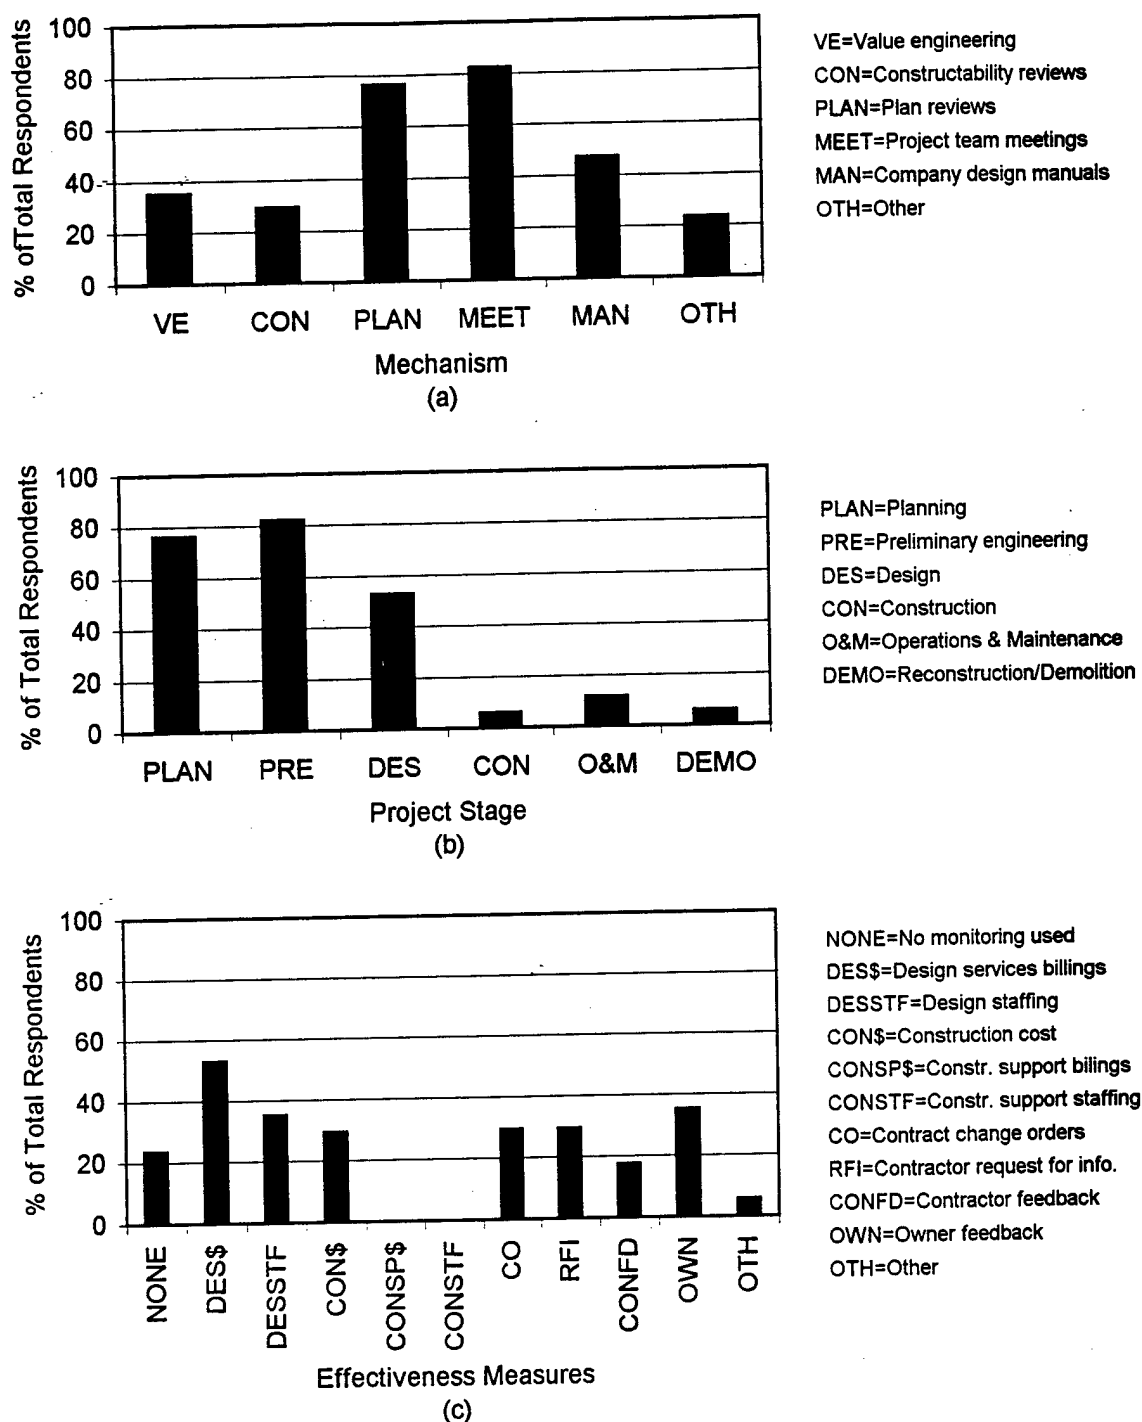 % ofTotal Respondents
100
80
60
40
20
0
VE CON PLAN MEET MAN OTH
Mechanism
(a)
VE=Value engineering
CON=Constructability reviews
PLAN=Plan reviews
MEET=Project team meetings
MAN=Company design manuals
OTH=Other
% of Total Respondents
100
80
60
40
20
0
PLAN PRE DES CON O&M DEMO
Project Stage
(b)
PLAN=Planning
PRE=Preliminary engineering
DES=Design
CON=Construction
O&M=Operations & Maintenance
DEMO=Reconstruction/Demolition
% of Total Respondents
100
80
60
40
20
0
NONE DES$ DESSTF CON$ CONSP$ CONSTF CO RFI CONFD OWN OTH
Effectiveness Measures
(c)
NONE=No monitoring used
DES$=Design services billings
DESSTF=Design staffing
CON$=Construction cost
CONSP$=Constr. support bilings
CONSTF=Constr. support staffing
CO=Contract change orders
RFI=Contractor request for info.
CONFD=Contractor feedback
OWN=Owner feedback
OTH=Other